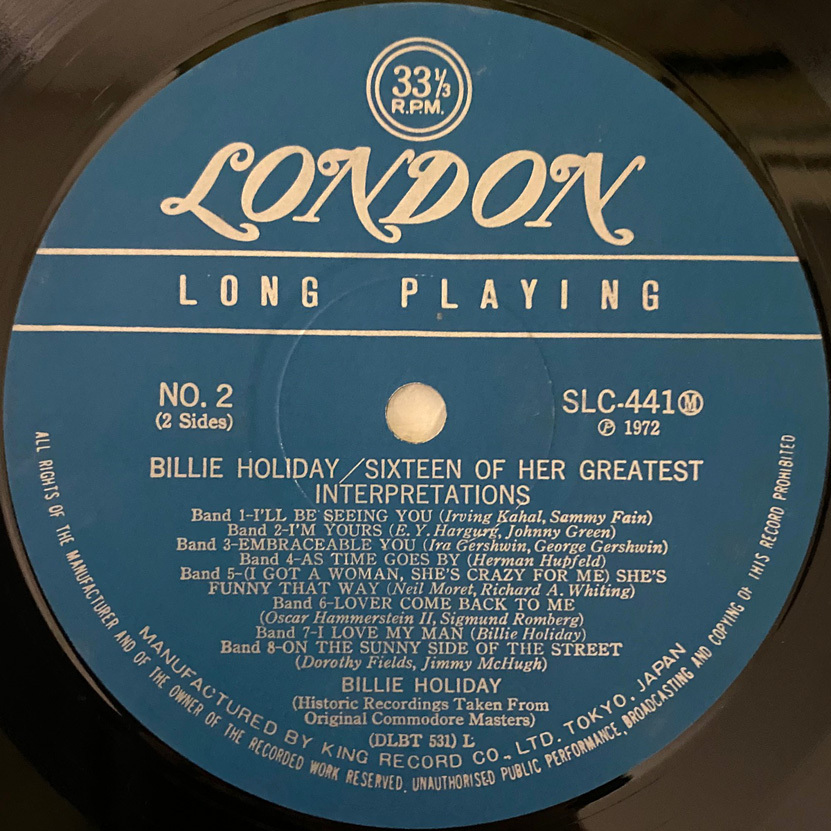 33⅓
R.P.M.
LONDON
LONG PLAYING
NO. 2
(2 Sides)
SLC-441Ⓜ
Ⓟ 1972
BILLIE HOLIDAY/SIXTEEN OF HER GREATEST
INTERPRETATIONS
Band 1-I'LL BE SEEING YOU (Irving Kahal, Sammy Fain)
Band 2-I'M YOURS (E. Y. Hargurg, Johnny Green)
Band 3-EMBRACEABLE YOU (Ira Gershwin, George Gershwin)
Band 4-AS TIME GOES BY (Herman Hupfeld)
Band 5-(I GOT A WOMAN, SHE'S CRAZY FOR ME) SHE'S
FUNNY THAT WAY (Neil Moret, Richard A. Whiting)
Band 6-LOVER COME BACK TO ME
(Oscar Hammerstein II, Sigmund Romberg)
Band 7-I LOVE MY MAN (Billie Holiday)
Band 8-ON THE SUNNY SIDE OF THE STREET
(Dorothy Fields, Jimmy McHugh)
BILLIE HOLIDAY
(Historic Recordings Taken From
Original Commodore Masters)
(DLBT 531) L
MANUFACTURED BY KING RECORD CO., LTD. TOKYO. JAPAN
ALL RIGHTS OF THE MANUFACTURER AND OF THE OWNER OF THE RECORDED WORK RESERVED. UNAUTHORISED PUBLIC PERFORMANCE, BROADCASTING AND COPYING OF THIS RECORD PROHIBITED